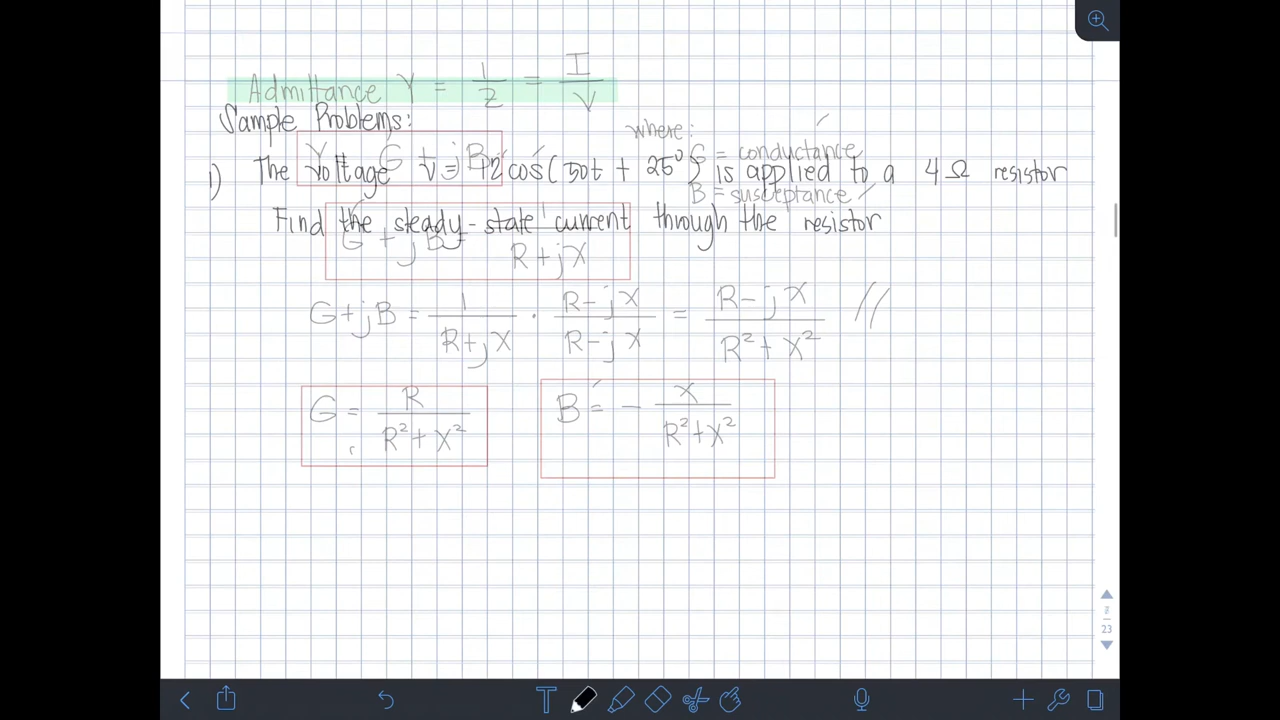 Admittance Y = 1/Z = I/V
Sample Problems:
where:
Y = G + jB
G = conductance
1) The voltage v = 12 cos(50t + 25°) is applied to a 4Ω resistor
B = susceptance
Find the steady-state current through the resistor
G + jB = 1/(R + jX)
G+jB = 1/(R+jX) · (R-jX)/(R-jX) = (R-jX)/(R²+X²) //
G = R/(R²+X²)
B = - X/(R²+X²)
23